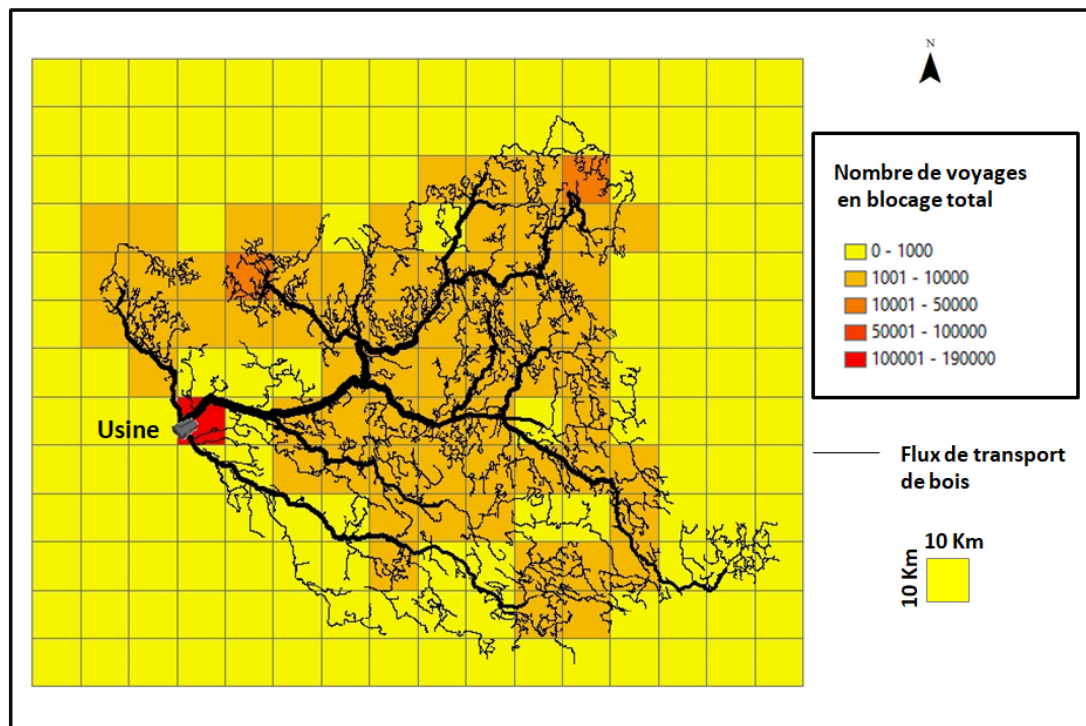 N
Nombre de voyages
en blocage total
0 - 1000
1001 - 10000
10001 - 50000
50001 - 100000
100001 - 190000
Usine
Flux de transport
de bois
10 Km
10 Km